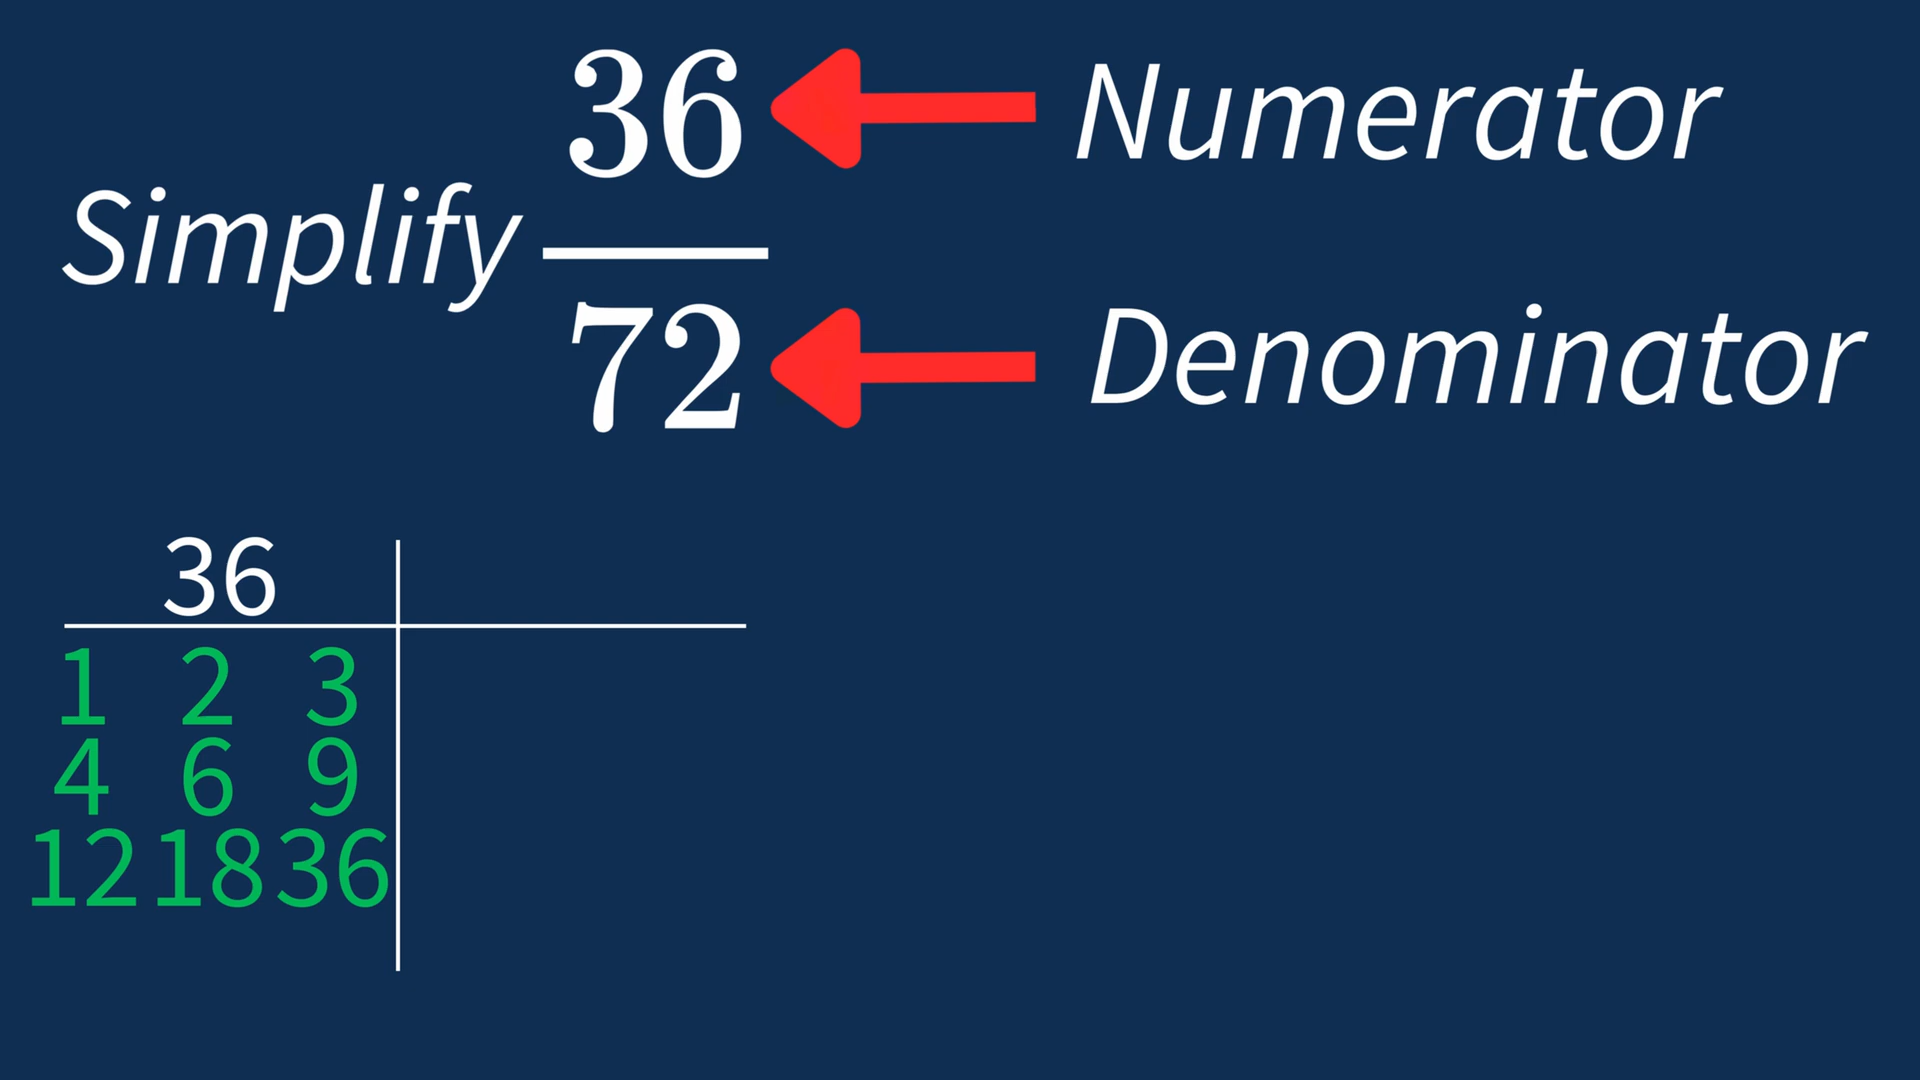 36 Numerator
Simplify
72 Denominator
36
1 2 3
4 6 9
12 18 36